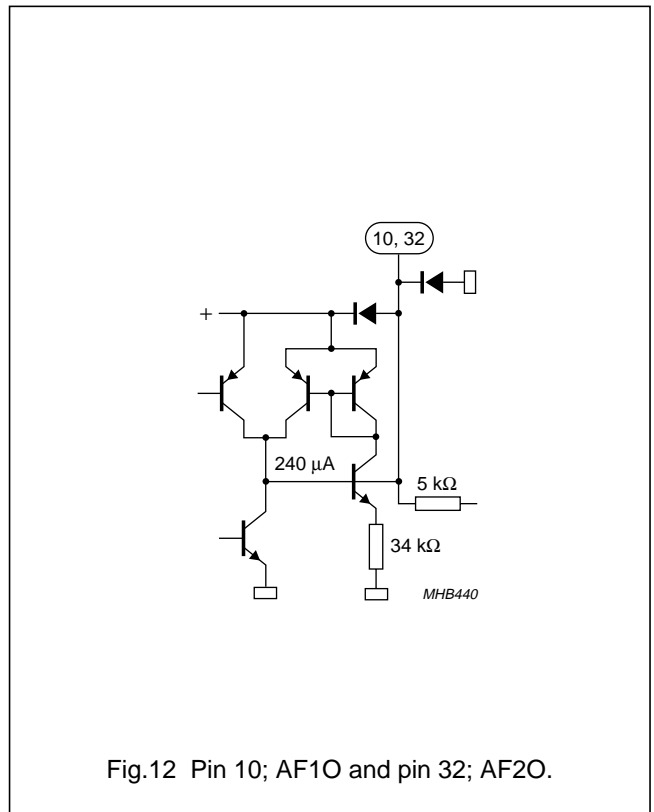 10, 32
+
240 μA
5 kΩ
34 kΩ
MHB440
Fig.12 Pin 10; AF1O and pin 32; AF2O.